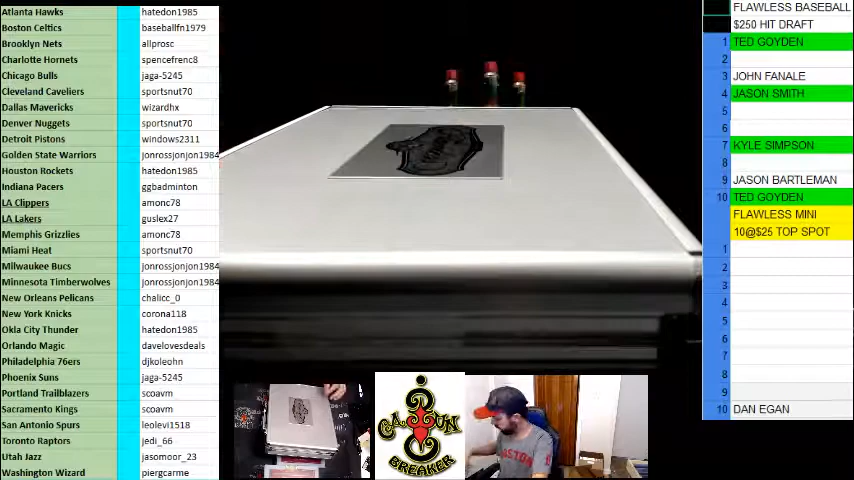 Atlanta Hawks hatedon1985
Boston Celtics baseballfn1979
Brooklyn Nets allprosc
Charlotte Hornets spencefrenc8
Chicago Bulls jaga-5245
Cleveland Cavaliers sportsnut70
Dallas Mavericks wizardhx
Denver Nuggets sportsnut70
Detroit Pistons windows2311
Golden State Warriors jonrossjonjon1984
Houston Rockets hatedon1985
Indiana Pacers ggbadminton
LA Clippers amonc78
LA Lakers guslex27
Memphis Grizzlies amonc78
Miami Heat sportsnut70
Milwaukee Bucs jonrossjonjon1984
Minnesota Timberwolves jonrossjonjon1984
New Orleans Pelicans chalicc_0
New York Knicks corona118
Okla City Thunder hatedon1985
Orlando Magic davelovesdeals
Philadelphia 76ers djkoleohn
Phoenix Suns jaga-5245
Portland Trailblazers scoavm
Sacramento Kings scoavm
San Antonio Spurs leolevi1518
Toronto Raptors jedi_66
Utah Jazz jasomoor_23
Washington Wizard piergcarme
CAJUN
BREAKER
BOSTON
FLAWLESS BASEBALL
$250 HIT DRAFT
1 TED GOYDEN
2
3 JOHN FANALE
4 JASON SMITH
5
6
7 KYLE SIMPSON
8
9 JASON BARTLEMAN
10 TED GOYDEN
FLAWLESS MINI
10@$25 TOP SPOT
1
2
3
4
5
6
7
8
9
10 DAN EGAN